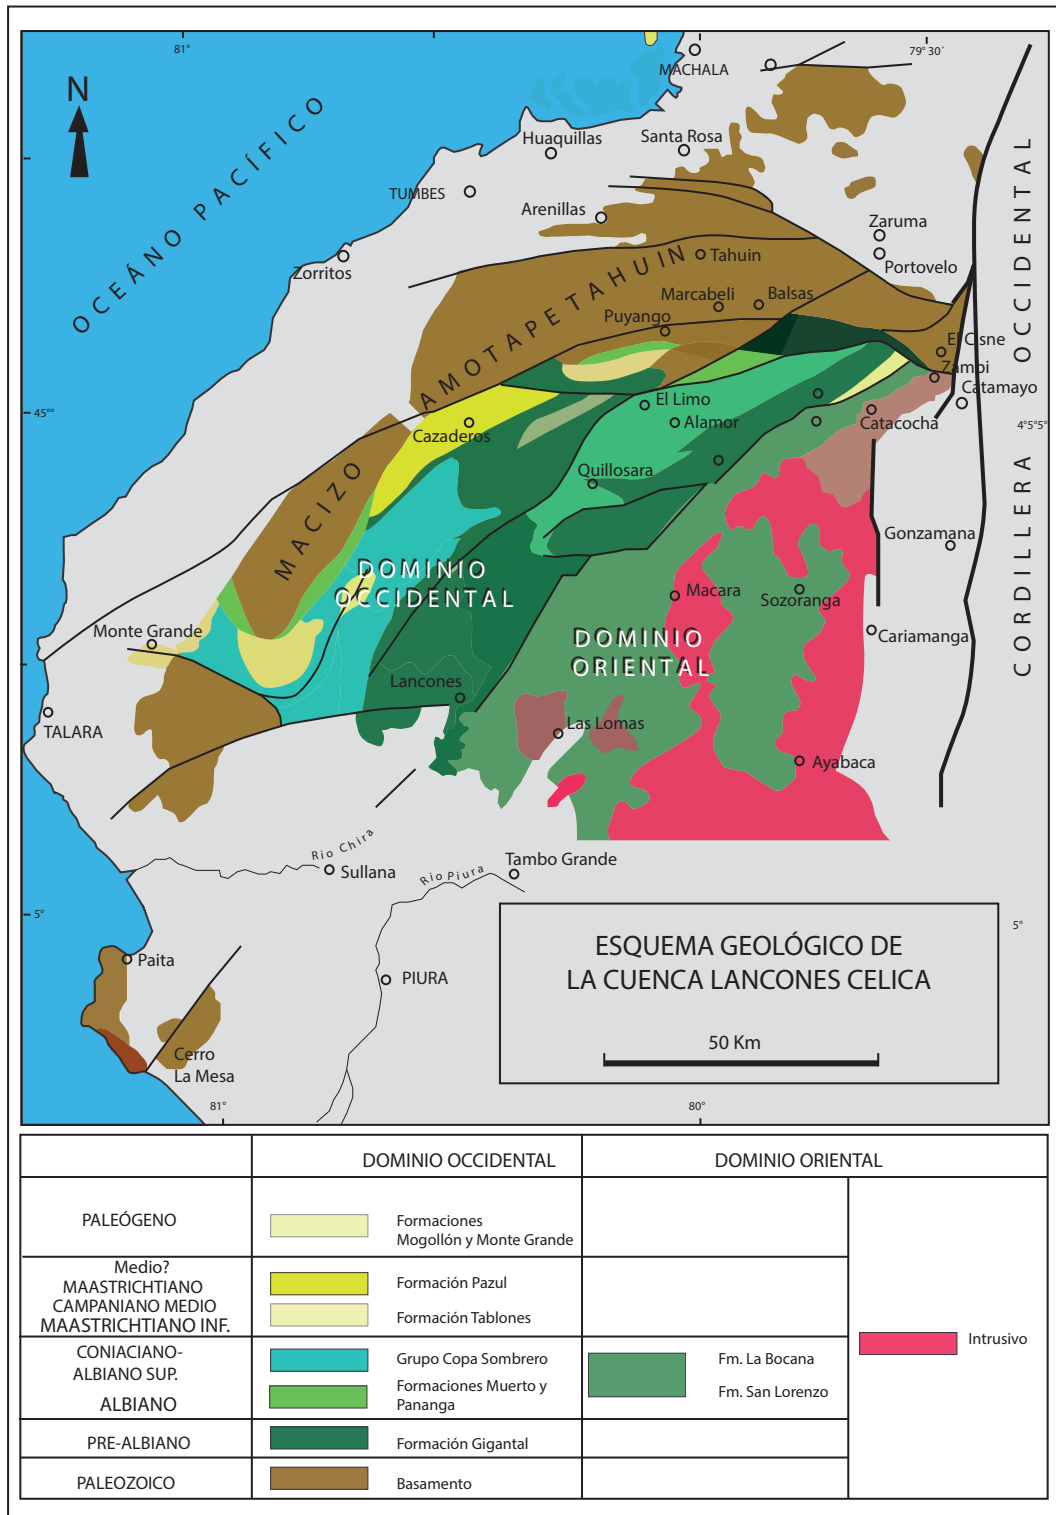 81°
79° 30´
N
MACHALA
OCEÁNO PACÍFICO
Huaquillas
Santa Rosa
TUMBES
Arenillas
Zaruma
Zorritos
Tahuin
Portovelo
CORDILLERA OCCIDENTAL
Marcabeli
Balsas
Puyango
MACIZO AMOTAPETAHUIN
El Cisne
Zambi
Catamayo
El Limo
45°°
Cazaderos
Alamor
Catacocha
4°5°5°
Quillosara
Gonzamana
DOMINIO
OCCIDENTAL
Macara
Sozoranga
Monte Grande
DOMINIO
ORIENTAL
Cariamanga
Lancones
TALARA
Las Lomas
Ayabaca
Rio Chira
Sullana
Rio Piura
Tambo Grande
5°
5°
Paita
PIURA
ESQUEMA GEOLÓGICO DE
LA CUENCA LANCONES CELICA
50 Km
Cerro
La Mesa
81°
80°
DOMINIO OCCIDENTAL
DOMINIO ORIENTAL
PALEÓGENO
Formaciones
Mogollón y Monte Grande
Medio?
MAASTRICHTIANO
CAMPANIANO MEDIO
MAASTRICHTIANO INF.
Formación Pazul
Formación Tablones
Intrusivo
CONIACIANO-
ALBIANO SUP.
ALBIANO
Grupo Copa Sombrero
Formaciones Muerto y
Pananga
Fm. La Bocana
Fm. San Lorenzo
PRE-ALBIANO
Formación Gigantal
PALEOZOICO
Basamento